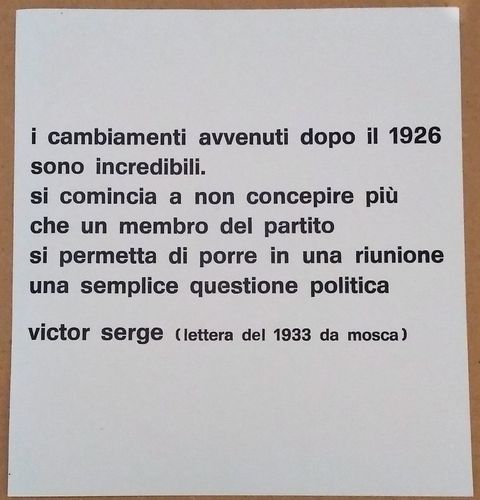 i cambiamenti avvenuti dopo il 1926
sono incredibili.
si comincia a non concepire più
che un membro del partito
si permetta di porre in una riunione
una semplice questione politica
victor serge (lettera del 1933 da mosca)